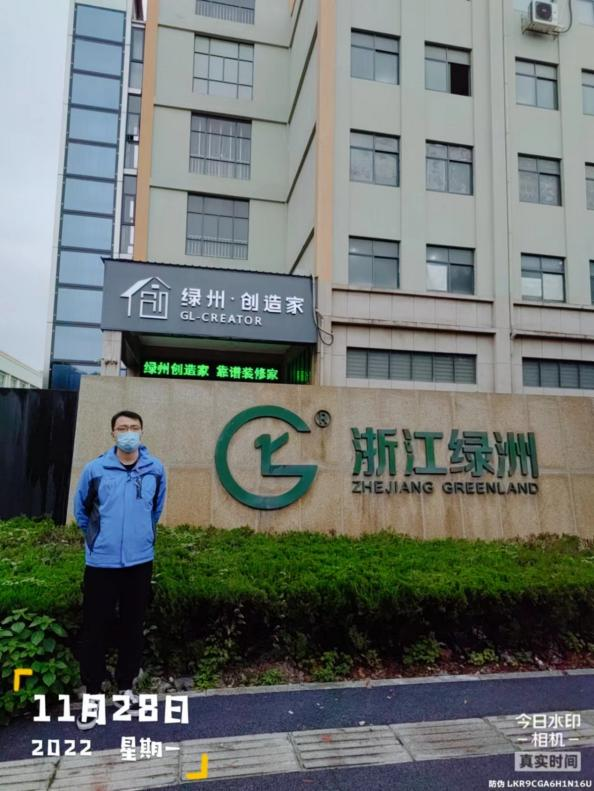 绿州·创造家
GL-CREATOR
绿州创造家 靠谱装修家
®
浙江绿洲
ZHEJIANG GREENLAND
11月28日
2022 星期一
今日水印
-相机-
真实时间
防伪 LKR9CGA6H1N16U